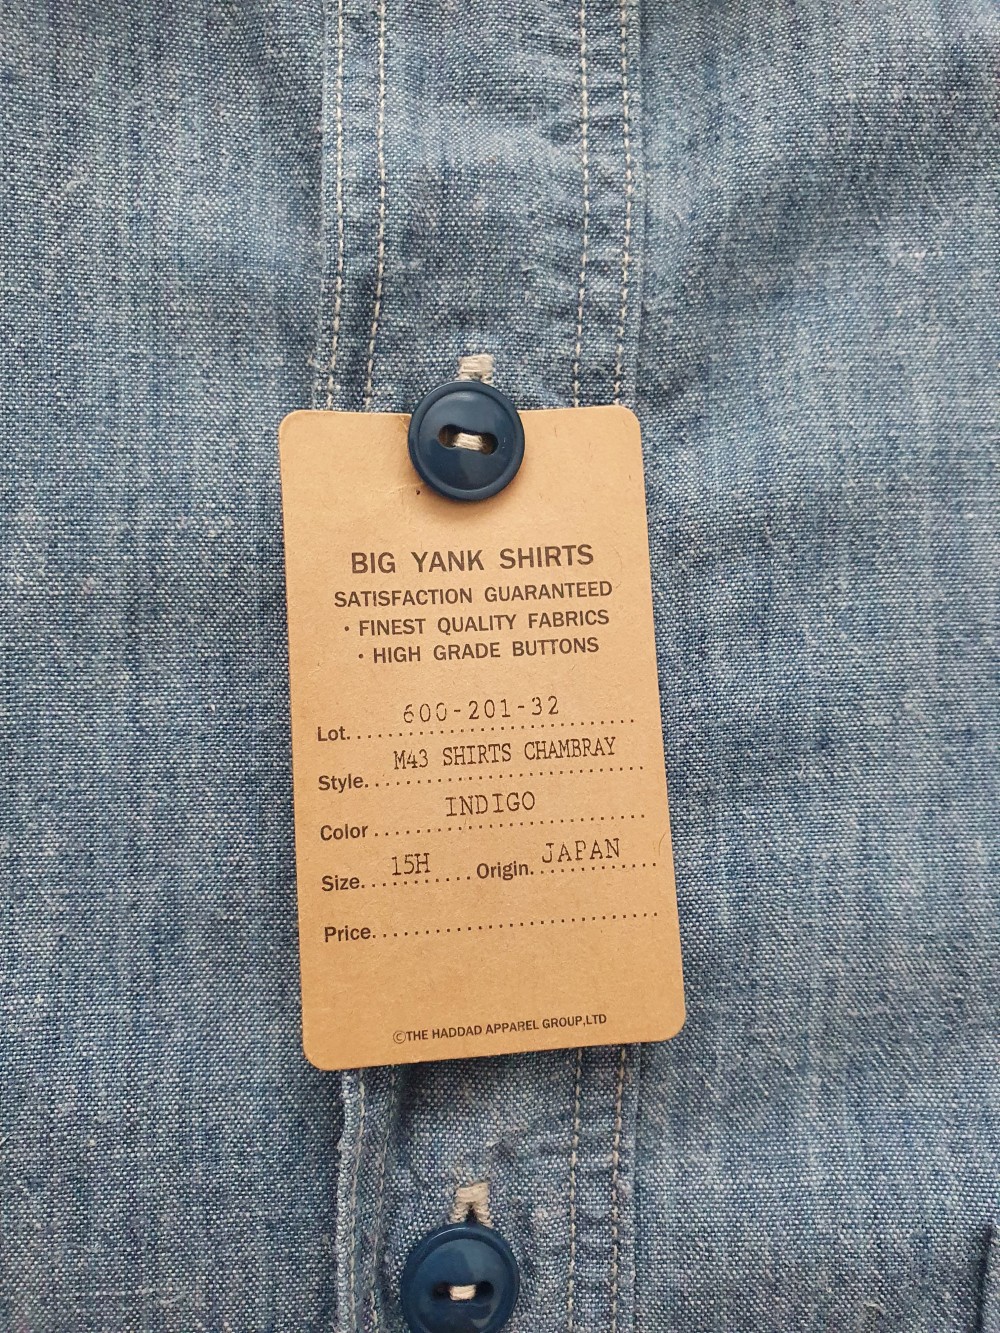 BIG YANK SHIRTS
SATISFACTION GUARANTEED
· FINEST QUALITY FABRICS
· HIGH GRADE BUTTONS
Lot. 600-201-32
Style. M43 SHIRTS CHAMBRAY
Color INDIGO
Size. 15H Origin. JAPAN
Price.
©THE HADDAD APPAREL GROUP,LTD